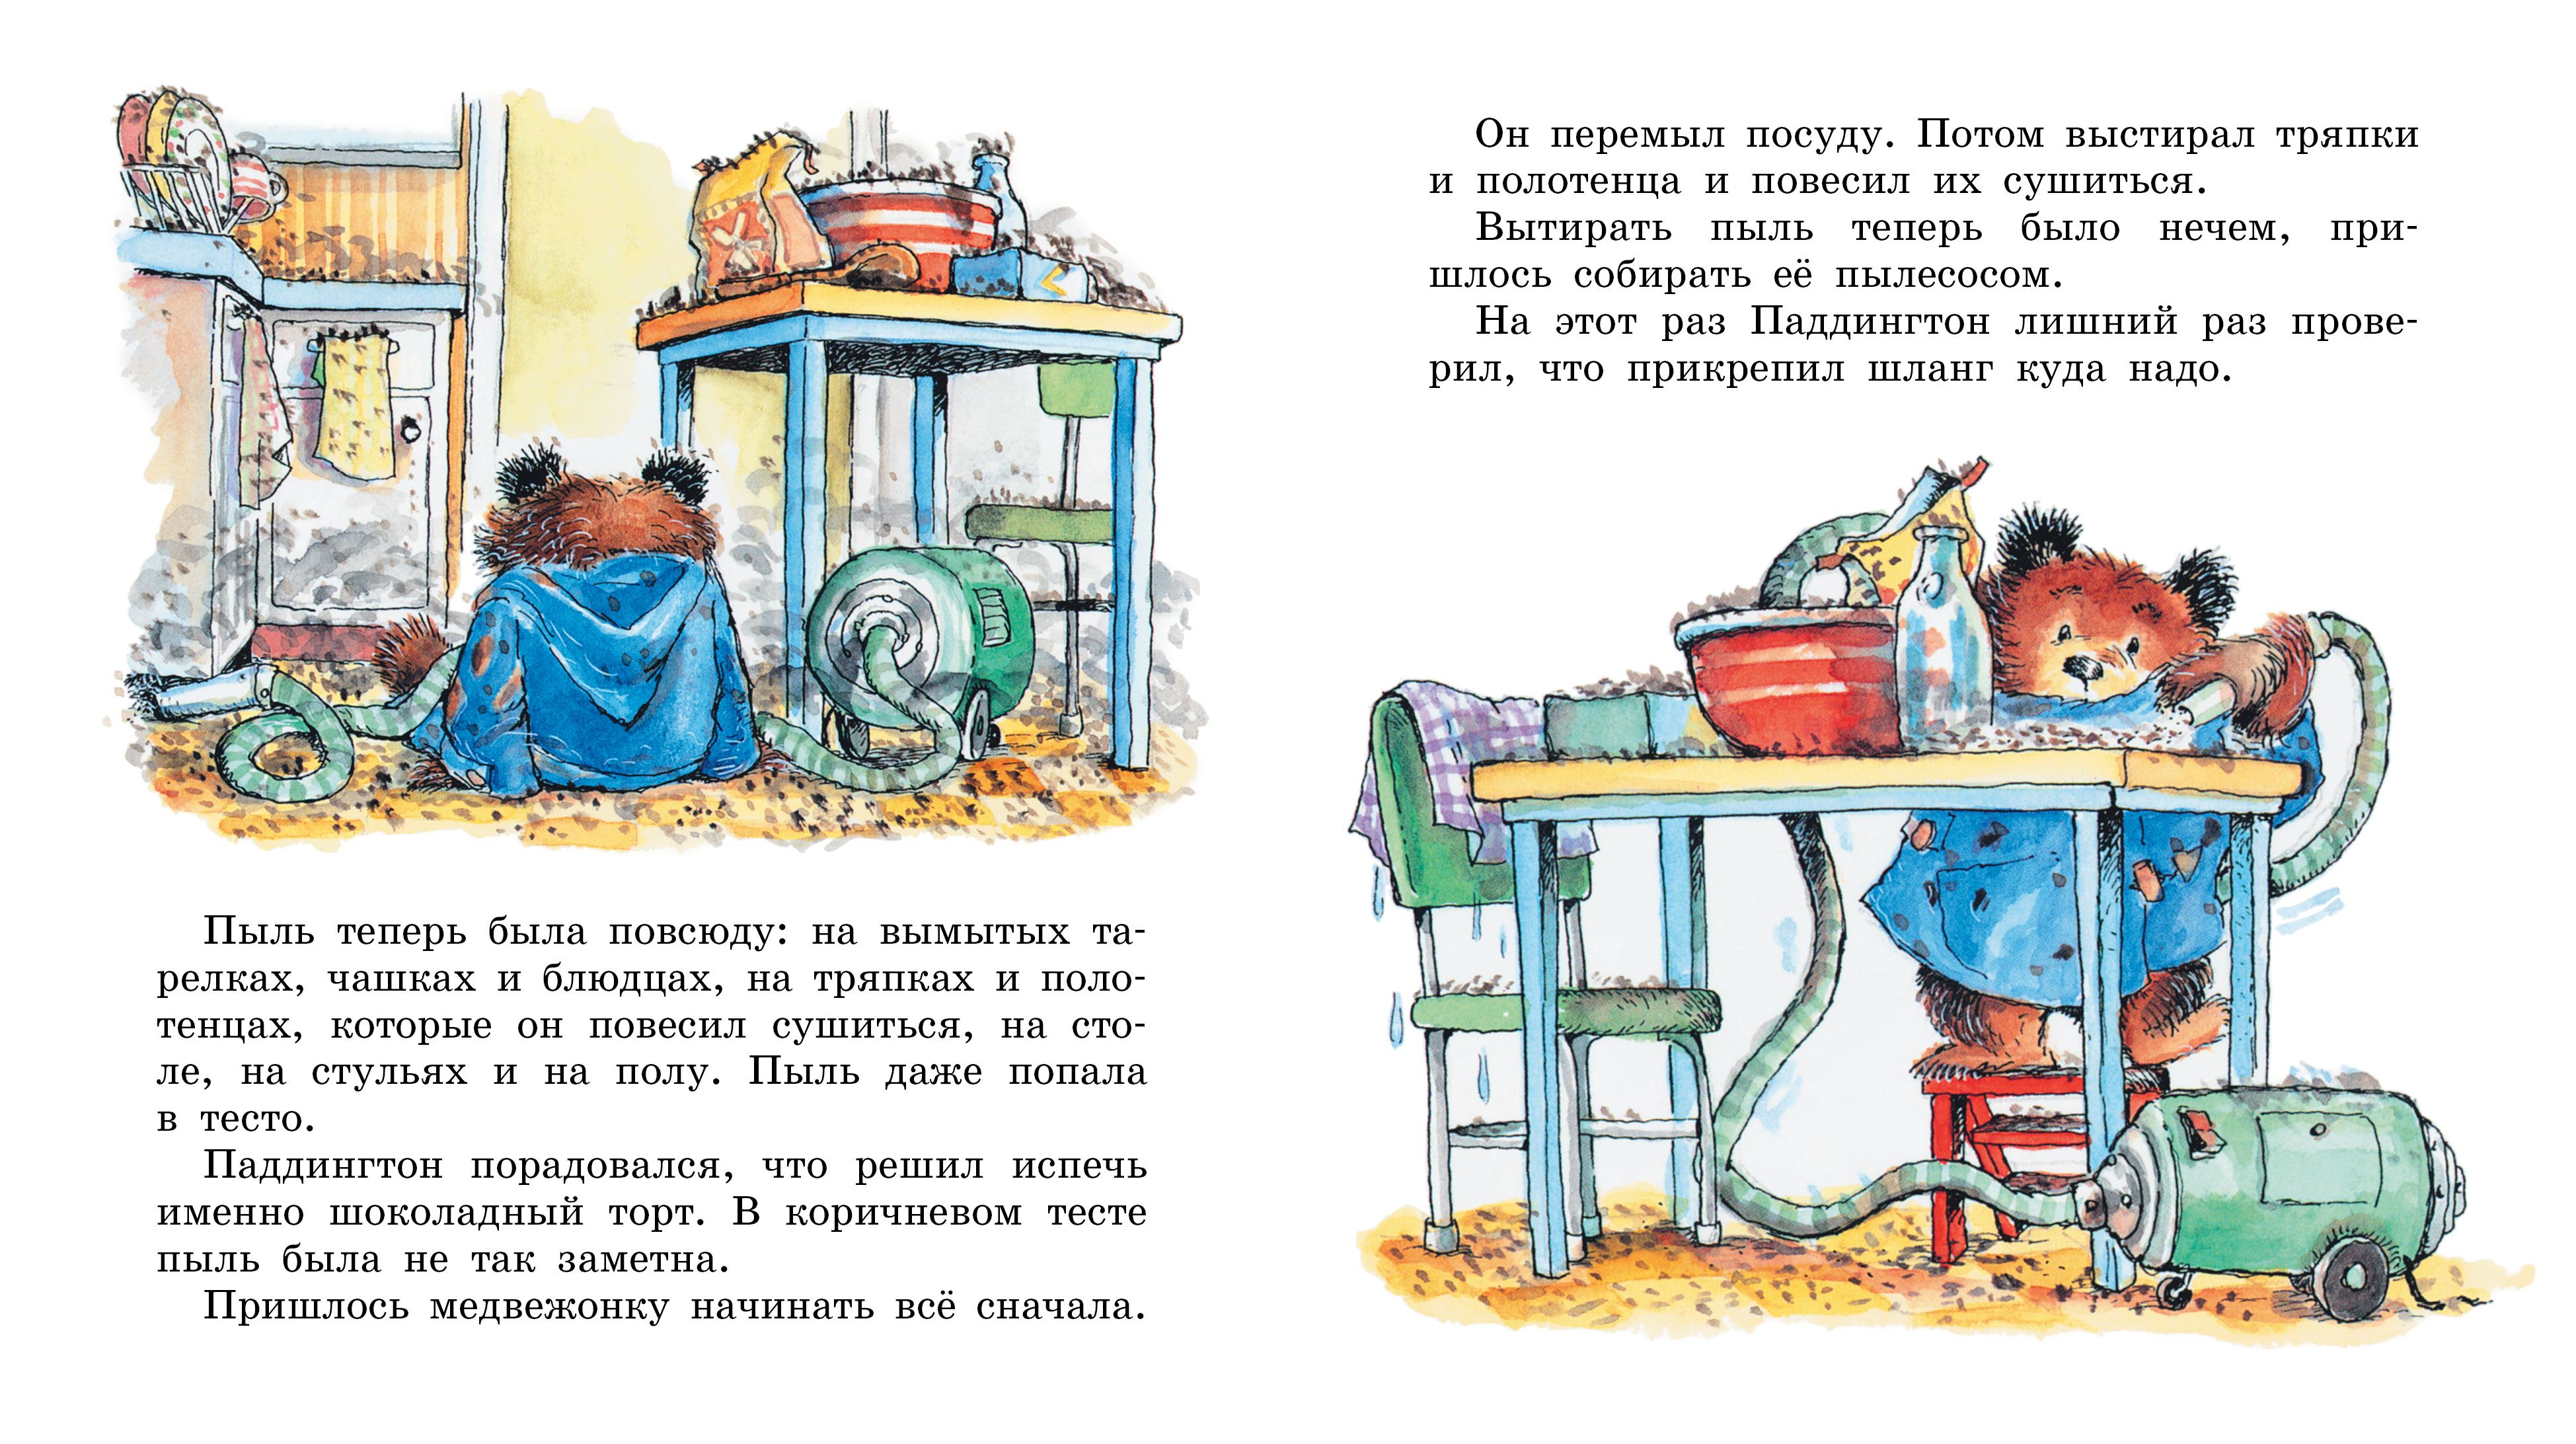 Пыль теперь была повсюду: на вымытых та-
релках, чашках и блюдцах, на тряпках и поло-
тенцах, которые он повесил сушиться, на сто-
ле, на стульях и на полу. Пыль даже попала
в тесто.
Паддингтон порадовался, что решил испечь
именно шоколадный торт. В коричневом тесте
пыль была не так заметна.
Пришлось медвежонку начинать всё сначала.
Он перемыл посуду. Потом выстирал тряпки
и полотенца и повесил их сушиться.
Вытирать пыль теперь было нечем, при-
шлось собирать её пылесосом.
На этот раз Паддингтон лишний раз прове-
рил, что прикрепил шланг куда надо.